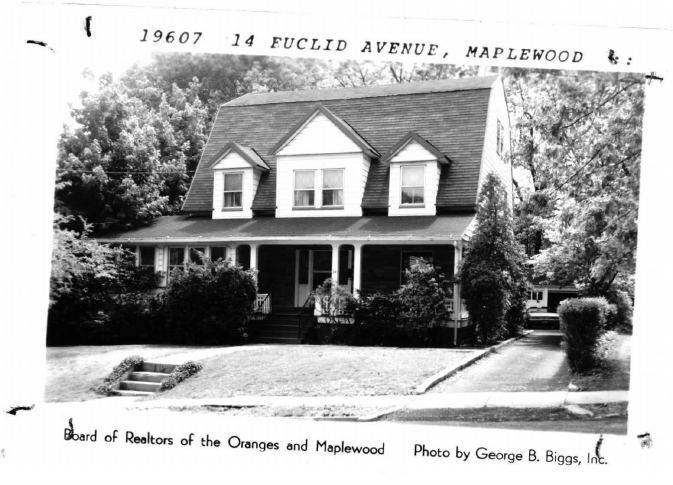 19607 14 FUCLID AVENUE, MAPLEWOOD
Board of Realtors of the Oranges and Maplewood Photo by George B. Biggs, Inc.